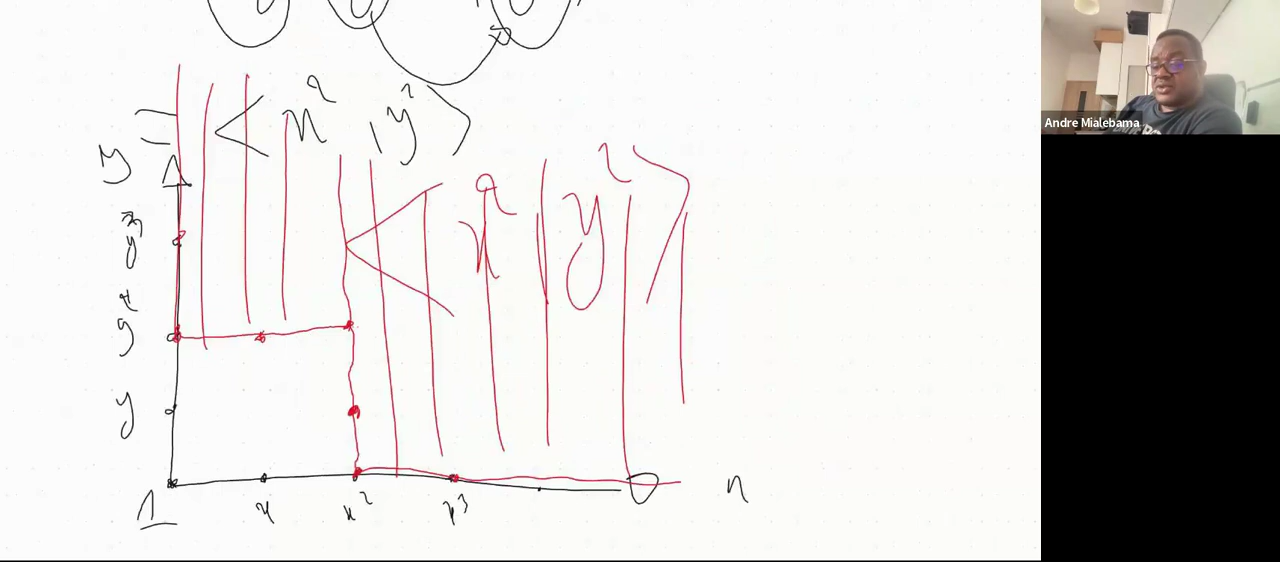 = < x² , y² >
y
y³
< x² , y² >
y²
y
1 x x² x³ x
Andre Mialebama